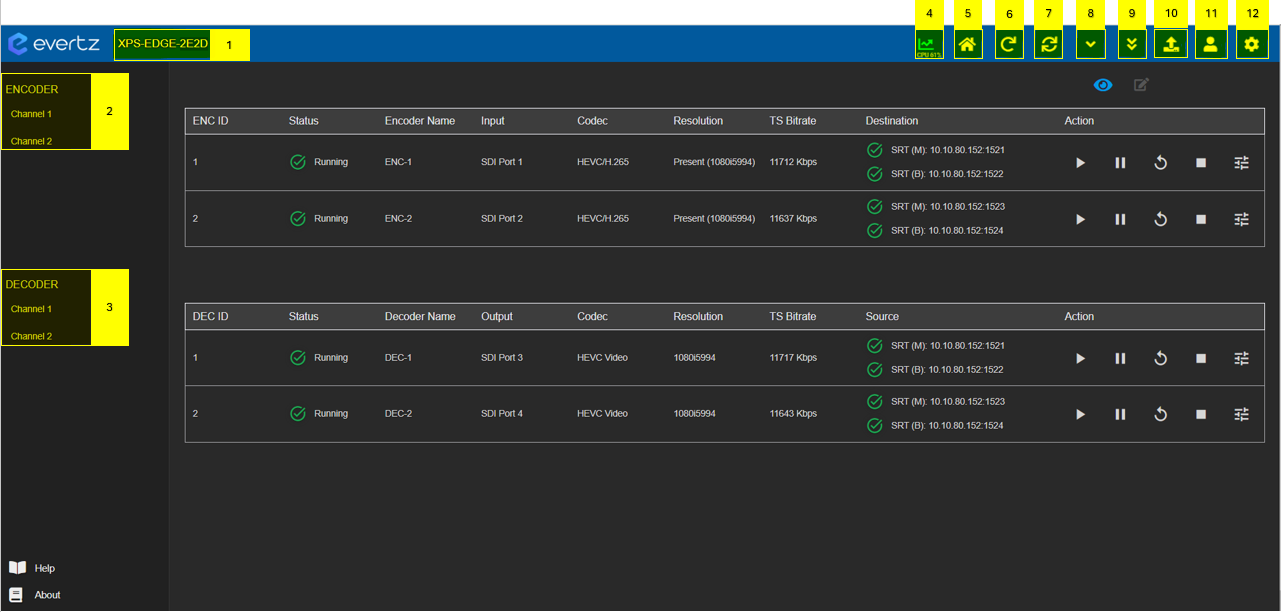 4 5 6 7 8 9 10 11 12
evertz XPS-EDGE-2E2D 1
CPU 61%
ENCODER
Channel 1
Channel 2
2
ENC ID Status Encoder Name Input Codec Resolution TS Bitrate Destination Action
1 Running ENC-1 SDI Port 1 HEVC/H.265 Present (1080i5994) 11712 Kbps SRT (M): 10.10.80.152:1521
SRT (B): 10.10.80.152:1522
2 Running ENC-2 SDI Port 2 HEVC/H.265 Present (1080i5994) 11637 Kbps SRT (M): 10.10.80.152:1523
SRT (B): 10.10.80.152:1524
DECODER
Channel 1
Channel 2
3
DEC ID Status Decoder Name Output Codec Resolution TS Bitrate Source Action
1 Running DEC-1 SDI Port 3 HEVC Video 1080i5994 11717 Kbps SRT (M): 10.10.80.152:1521
SRT (B): 10.10.80.152:1522
2 Running DEC-2 SDI Port 4 HEVC Video 1080i5994 11643 Kbps SRT (M): 10.10.80.152:1523
SRT (B): 10.10.80.152:1524
Help
About